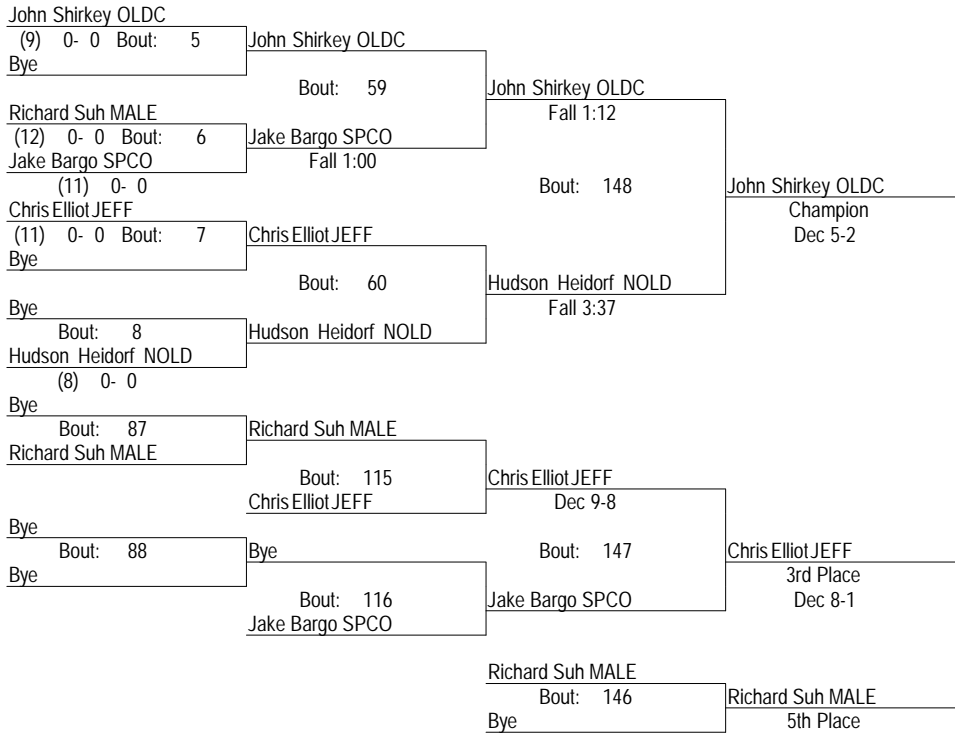 John Shirkey OLDC
(9) 0- 0 Bout: 5
John Shirkey OLDC
Bye
Bout: 59
John Shirkey OLDC
Richard Suh MALE
Fall 1:12
(12) 0- 0 Bout: 6
Jake Bargo SPCO
Jake Bargo SPCO
Fall 1:00
(11) 0- 0
Bout: 148
John Shirkey OLDC
Chris Elliot JEFF
Champion
(11) 0- 0 Bout: 7
Chris Elliot JEFF
Dec 5-2
Bye
Bout: 60
Hudson Heidorf NOLD
Bye
Fall 3:37
Bout: 8
Hudson Heidorf NOLD
Hudson Heidorf NOLD
(8) 0- 0
Bye
Bout: 87
Richard Suh MALE
Richard Suh MALE
Bout: 115
Chris Elliot JEFF
Chris Elliot JEFF
Dec 9-8
Bye
Bout: 88
Bye
Bout: 147
Chris Elliot JEFF
Bye
3rd Place
Bout: 116
Jake Bargo SPCO
Dec 8-1
Jake Bargo SPCO
Richard Suh MALE
Bout: 146
Richard Suh MALE
Bye
5th Place